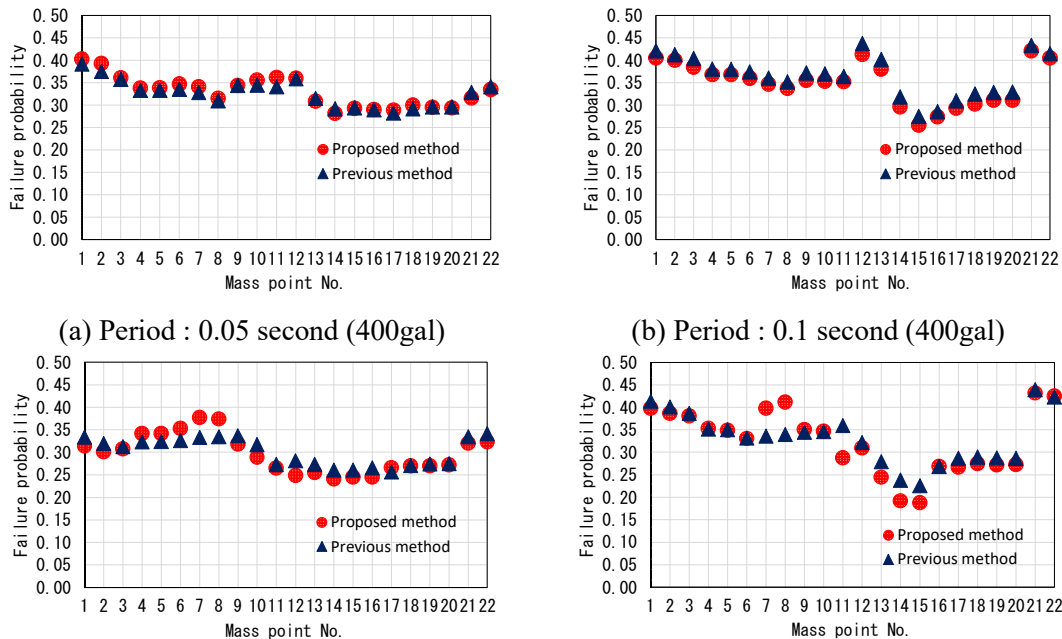 0.50
0.45
0.40
0.35
0.30
0.25
0.20
0.15
0.10
0.05
0.00
Failure probability
Proposed method
Previous method
1 2 3 4 5 6 7 8 9 10 11 12 13 14 15 16 17 18 19 20 21 22
Mass point No.
(a) Period : 0.05 second (400gal)
0.50
0.45
0.40
0.35
0.30
0.25
0.20
0.15
0.10
0.05
0.00
Failure probability
Proposed method
Previous method
1 2 3 4 5 6 7 8 9 10 11 12 13 14 15 16 17 18 19 20 21 22
Mass point No.
(b) Period : 0.1 second (400gal)
0.50
0.45
0.40
0.35
0.30
0.25
0.20
0.15
0.10
0.05
0.00
Failure probability
Proposed method
Previous method
1 2 3 4 5 6 7 8 9 10 11 12 13 14 15 16 17 18 19 20 21 22
Mass point No.
0.50
0.45
0.40
0.35
0.30
0.25
0.20
0.15
0.10
0.05
0.00
Failure probability
Proposed method
Previous method
1 2 3 4 5 6 7 8 9 10 11 12 13 14 15 16 17 18 19 20 21 22
Mass point No.